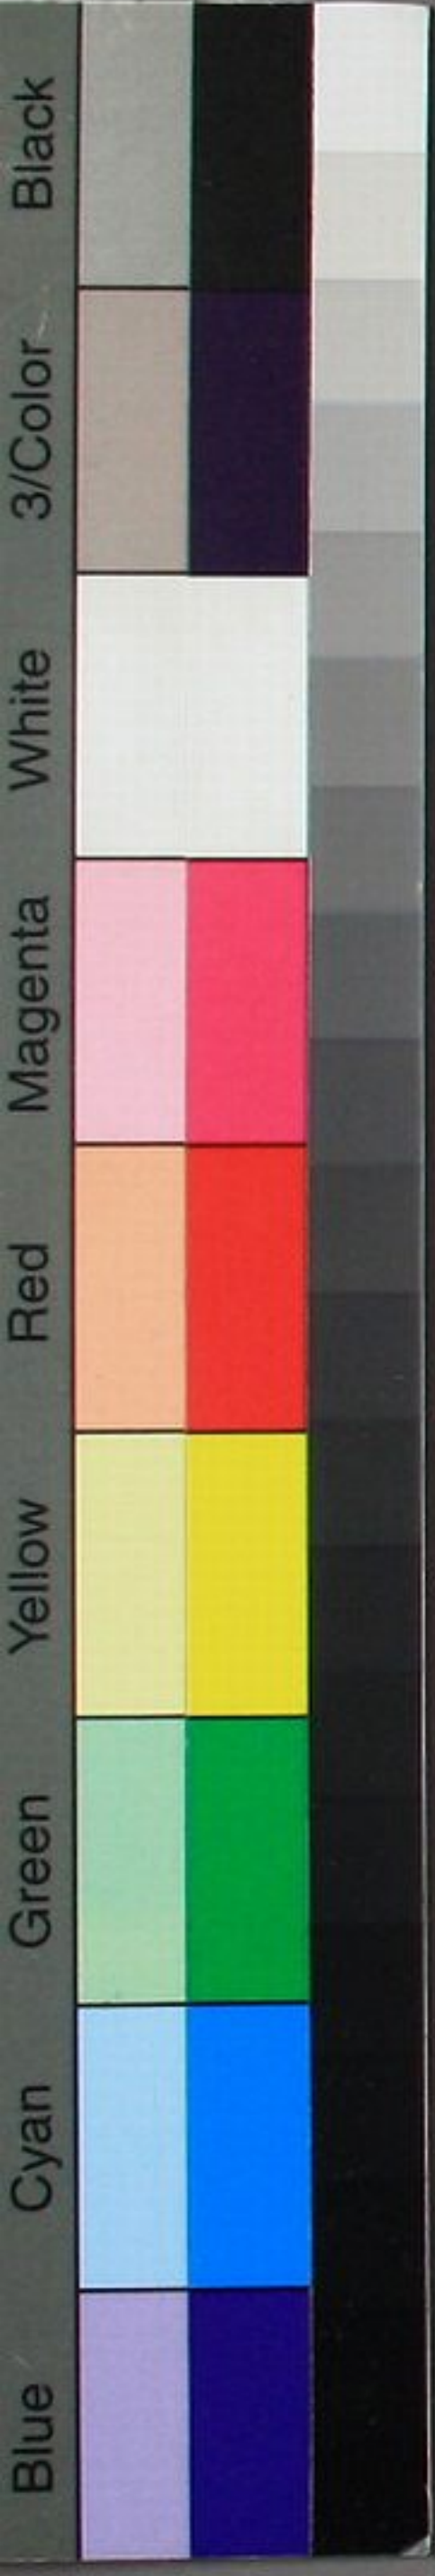 Black
3/Color
White
Magenta
Red
Yellow
Green
Cyan
Blue